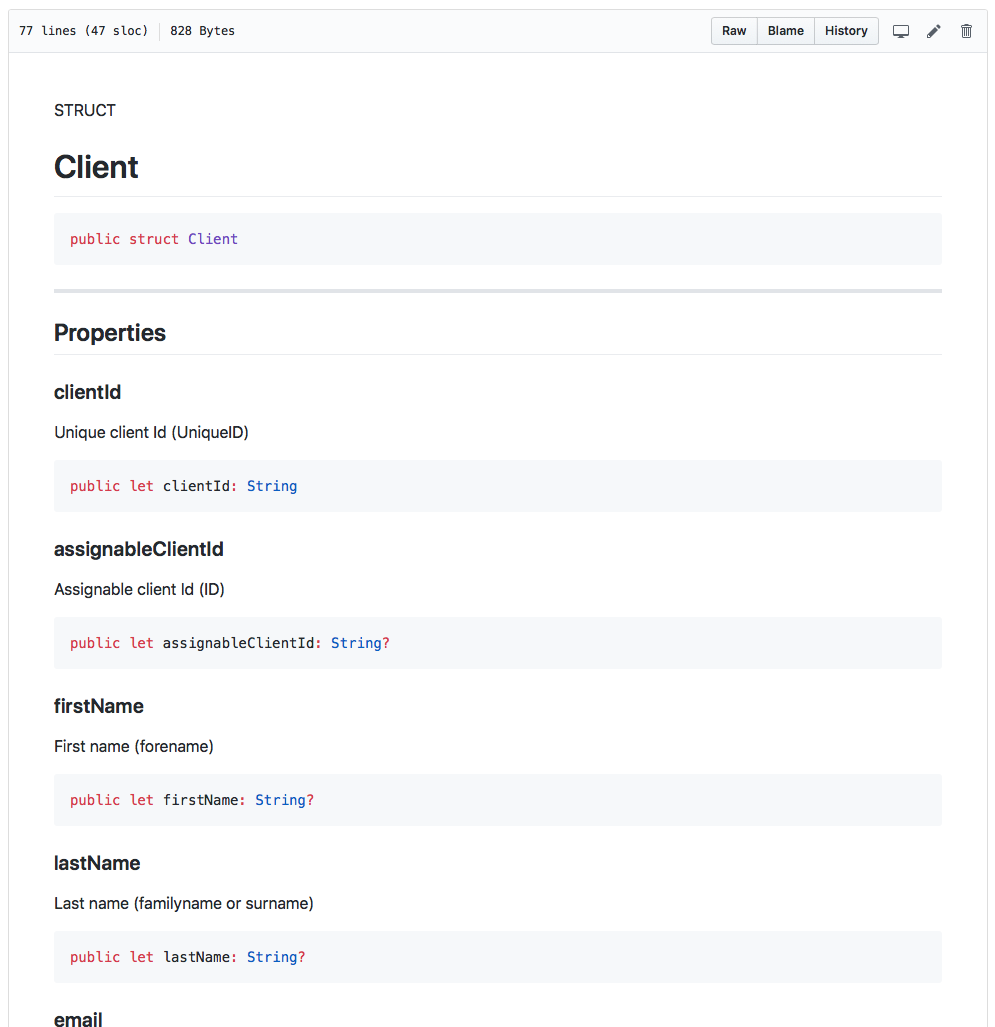 77 lines (47 sloc) 828 Bytes Raw Blame History
STRUCT
Client
public struct Client
Properties
clientId
Unique client Id (UniqueID)
public let clientId: String
assignableClientId
Assignable client Id (ID)
public let assignableClientId: String?
firstName
First name (forename)
public let firstName: String?
lastName
Last name (familyname or surname)
public let lastName: String?
email